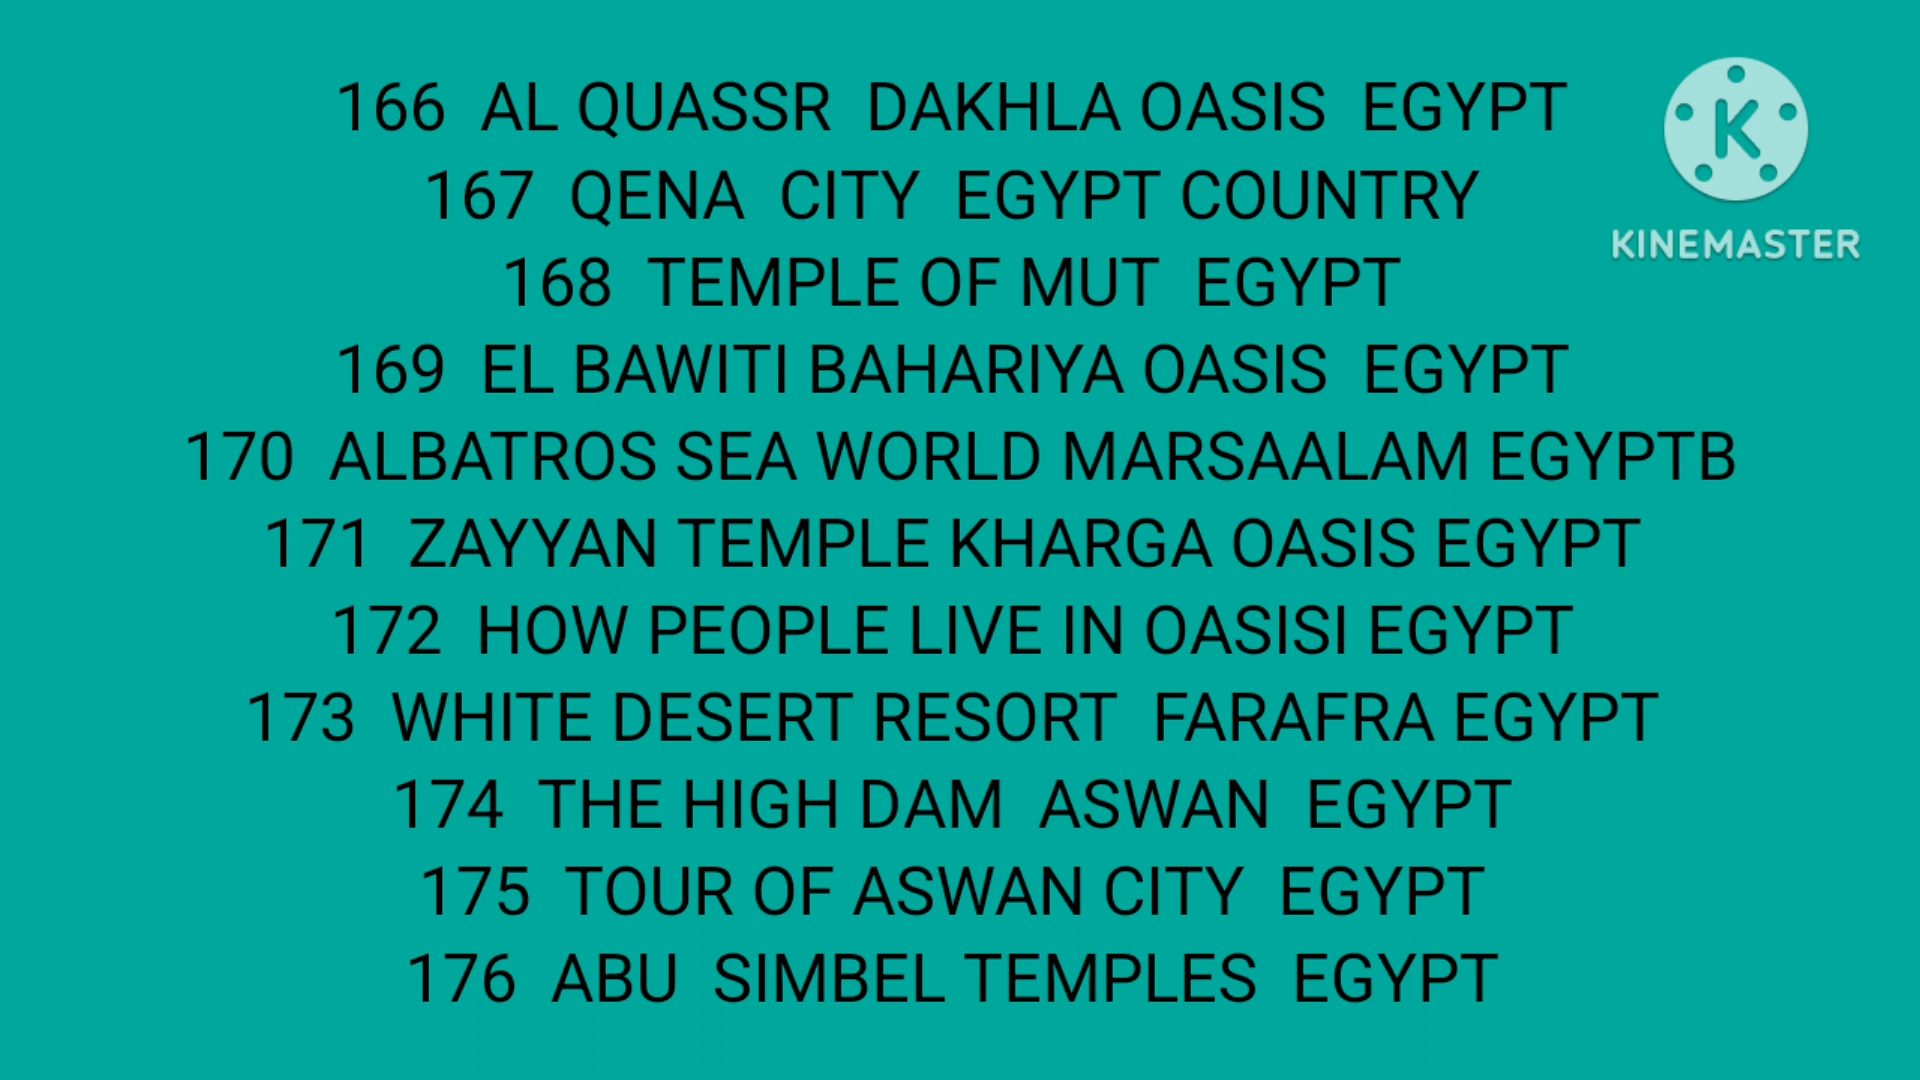 166 AL QUASSR DAKHLA OASIS EGYPT
167 QENA CITY EGYPT COUNTRY
168 TEMPLE OF MUT EGYPT
169 EL BAWITI BAHARIYA OASIS EGYPT
170 ALBATROS SEA WORLD MARSAALAM EGYPTB
171 ZAYYAN TEMPLE KHARGA OASIS EGYPT
172 HOW PEOPLE LIVE IN OASISI EGYPT
173 WHITE DESERT RESORT FARAFRA EGYPT
174 THE HIGH DAM ASWAN EGYPT
175 TOUR OF ASWAN CITY EGYPT
176 ABU SIMBEL TEMPLES EGYPT
K
KINEMASTER